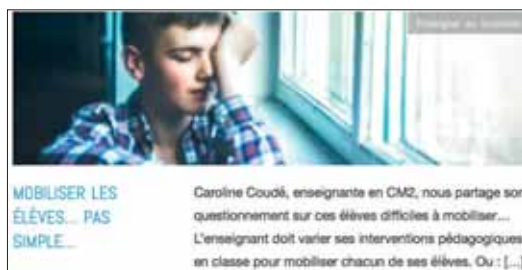 MOBILISER LES
ÉLÈVES... PAS
SIMPLE...
Caroline Coudé, enseignante en CM2, nous partage son
questionnement sur ces élèves difficiles à mobiliser...
L'enseignant doit varier ses interventions pédagogiques
en classe pour mobiliser chacun de ses élèves. Ou : [...]